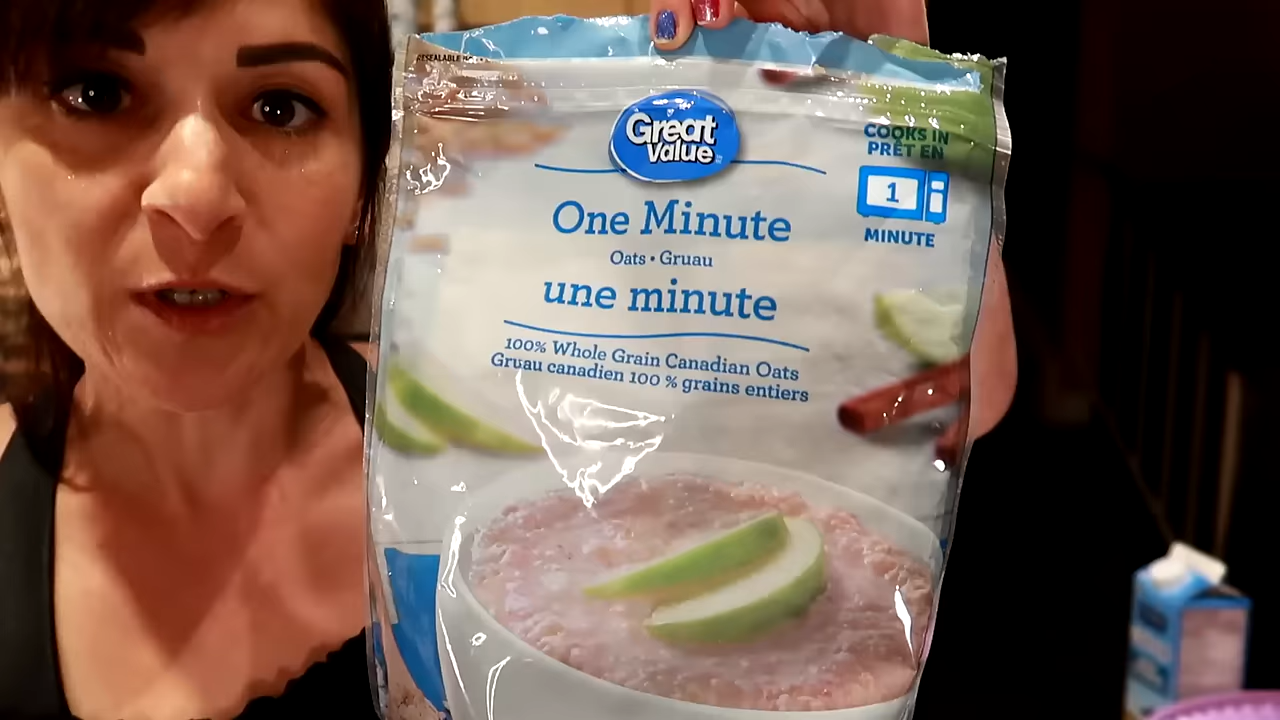 RESEALABLE
Great
Value
COOKS IN
PRÊT EN
1
MINUTE
One Minute
Oats • Gruau
une minute
100% Whole Grain Canadian Oats
Gruau canadien 100 % grains entiers